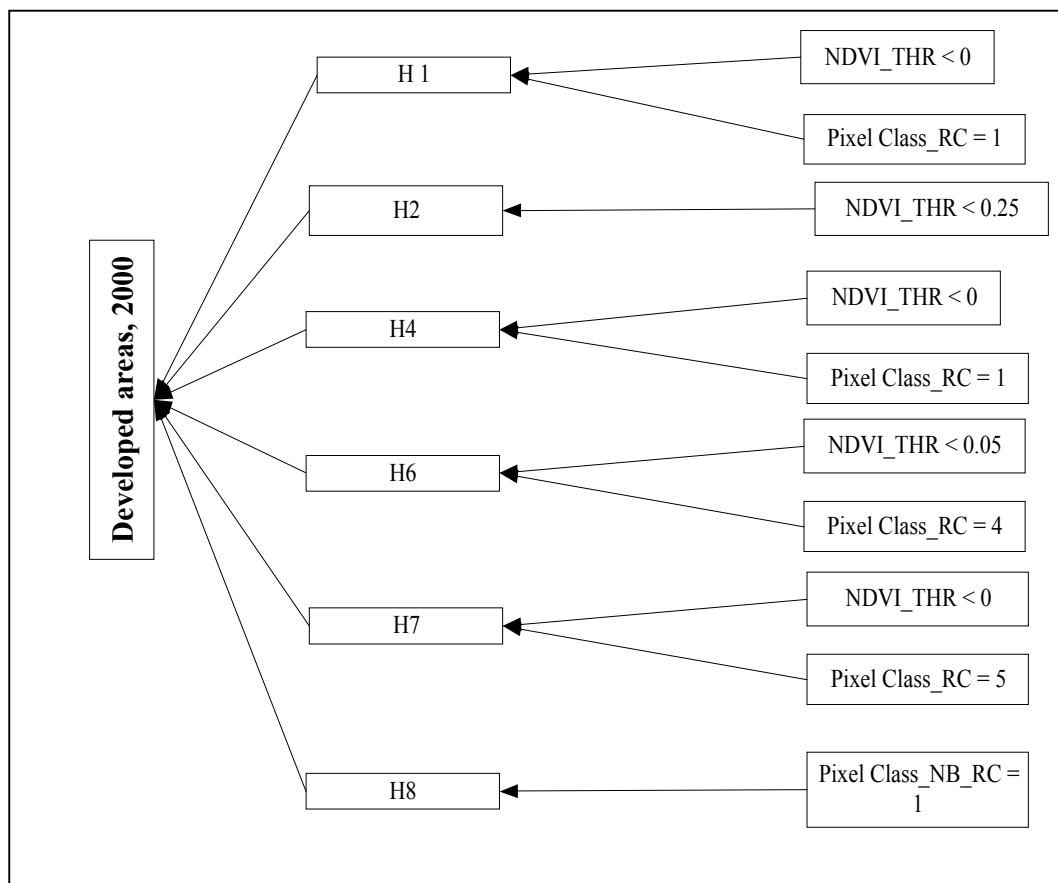 Developed areas, 2000
H 1
NDVI_THR < 0
Pixel Class_RC = 1
H2
NDVI_THR < 0.25
H4
NDVI_THR < 0
Pixel Class_RC = 1
H6
NDVI_THR < 0.05
Pixel Class_RC = 4
H7
NDVI_THR < 0
Pixel Class_RC = 5
H8
Pixel Class_NB_RC =
1